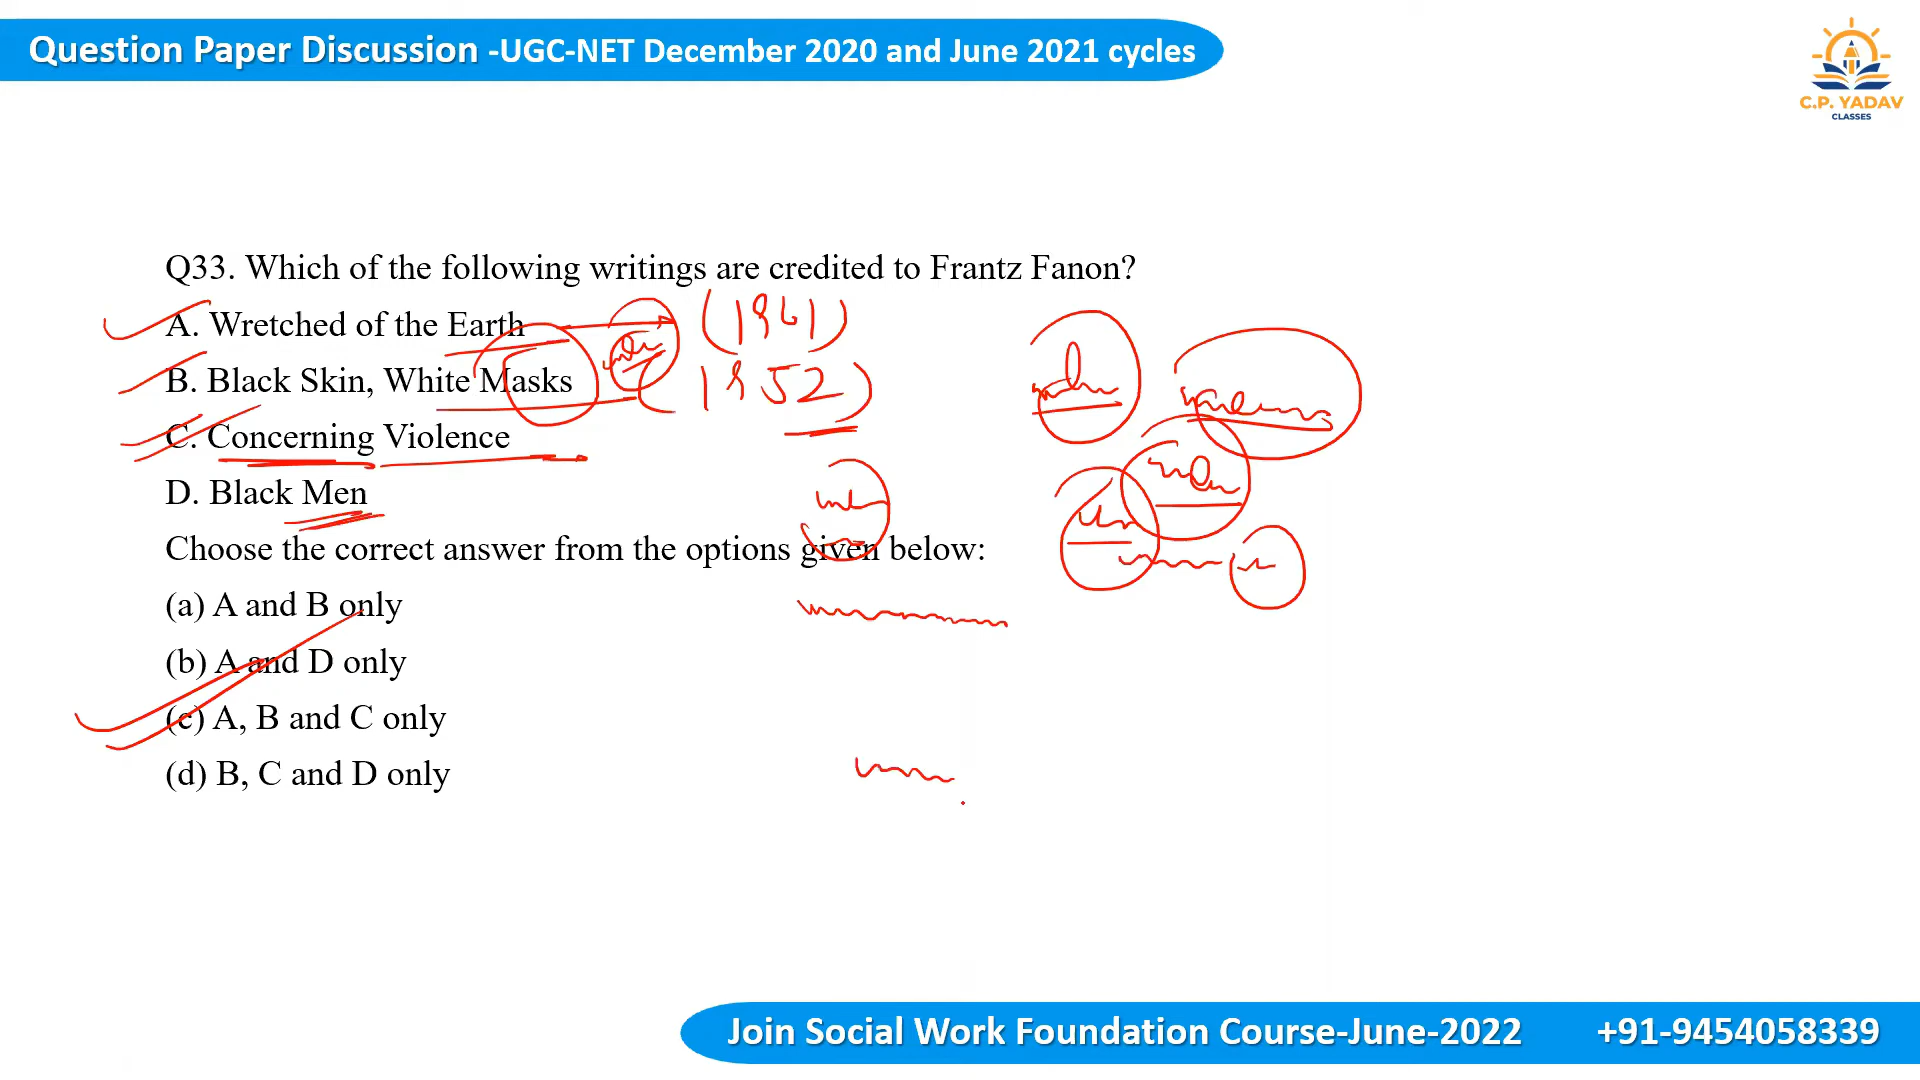 Question Paper Discussion -UGC-NET December 2020 and June 2021 cycles
C.P. YADAV
CLASSES
Q33. Which of the following writings are credited to Frantz Fanon?
A. Wretched of the Earth
(1961)
B. Black Skin, White Masks
(1952)
C. Concerning Violence
D. Black Men
Choose the correct answer from the options given below:
(a) A and B only
(b) A and D only
(c) A, B and C only
(d) B, C and D only
Join Social Work Foundation Course-June-2022 +91-9454058339